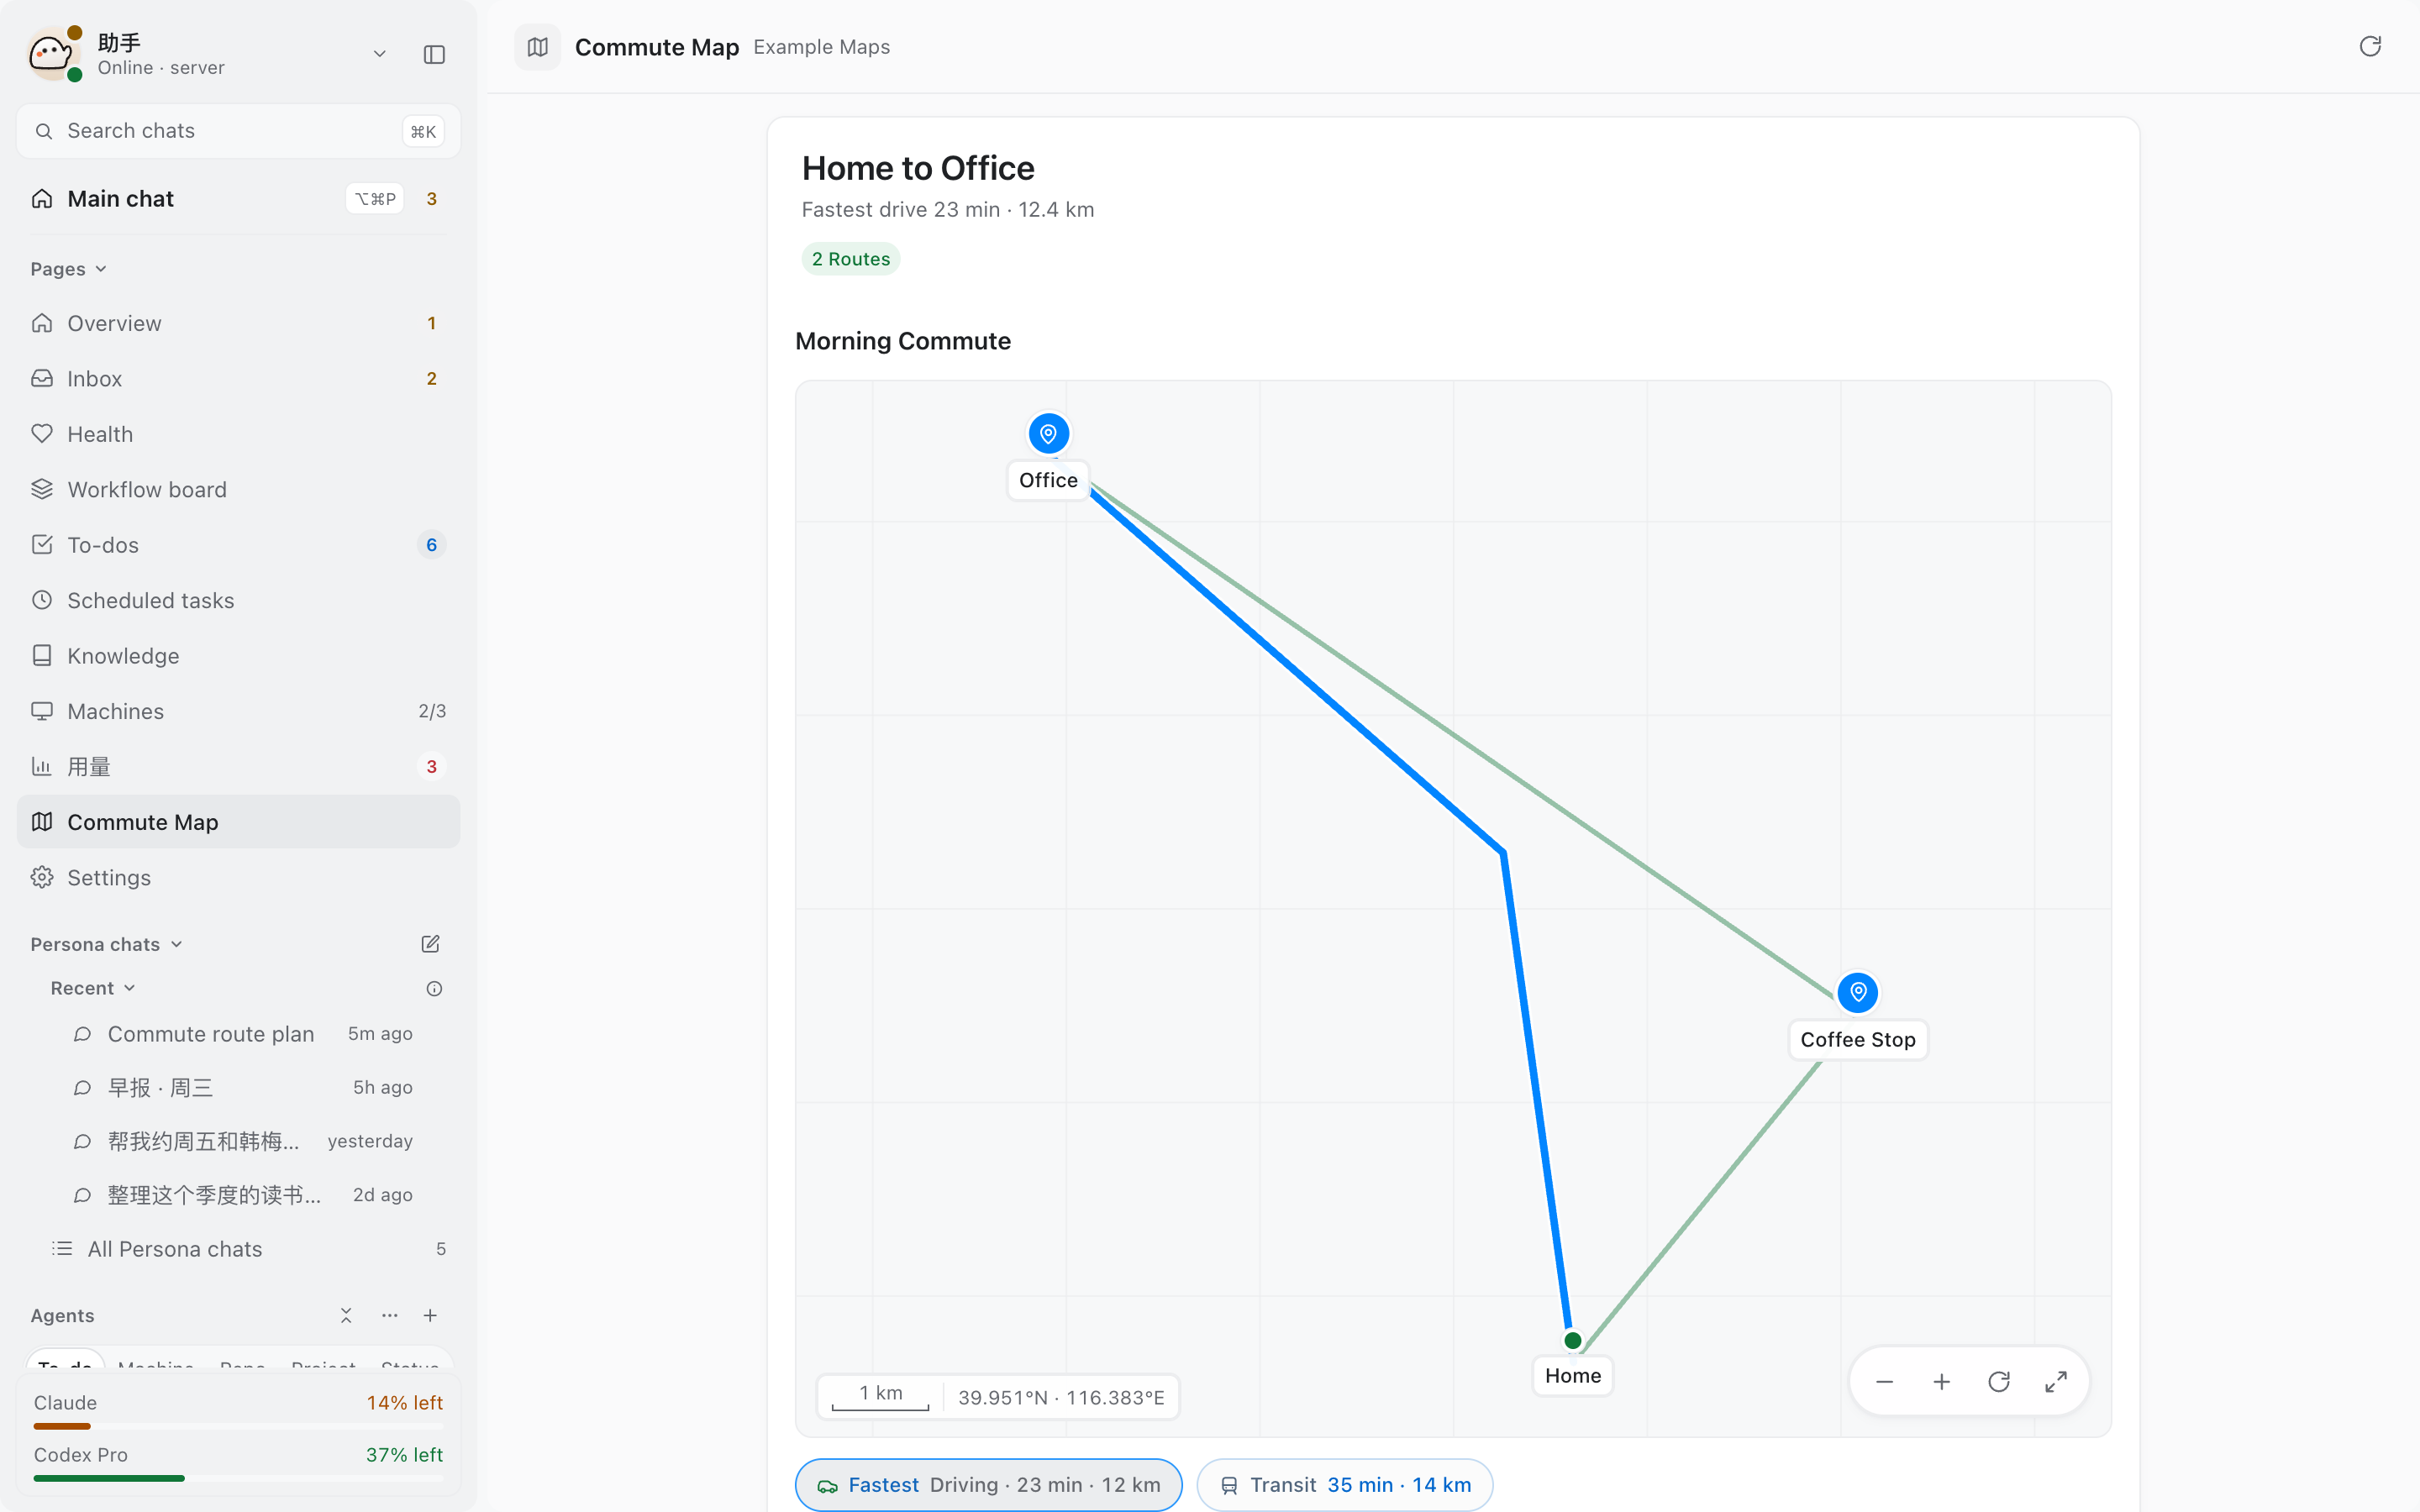 助手
Online · server
Search chats ⌘K
Main chat ⌥⌘P 3
Pages
Overview 1
Inbox 2
Health
Workflow board
To-dos 6
Scheduled tasks
Knowledge
Machines 2/3
用量 3
Commute Map
Settings
Persona chats
Recent
Commute route plan 5m ago
早报 · 周三 5h ago
帮我约周五和韩梅... yesterday
整理这个季度的读书... 2d ago
All Persona chats 5
Agents
To-do Machine Repo Project Status
Claude 14% left
Codex Pro 37% left
Commute Map Example Maps
Home to Office
Fastest drive 23 min · 12.4 km
2 Routes
Morning Commute
Office
Coffee Stop
Home
1 km 39.951°N · 116.383°E
Fastest Driving · 23 min · 12 km
Transit 35 min · 14 km